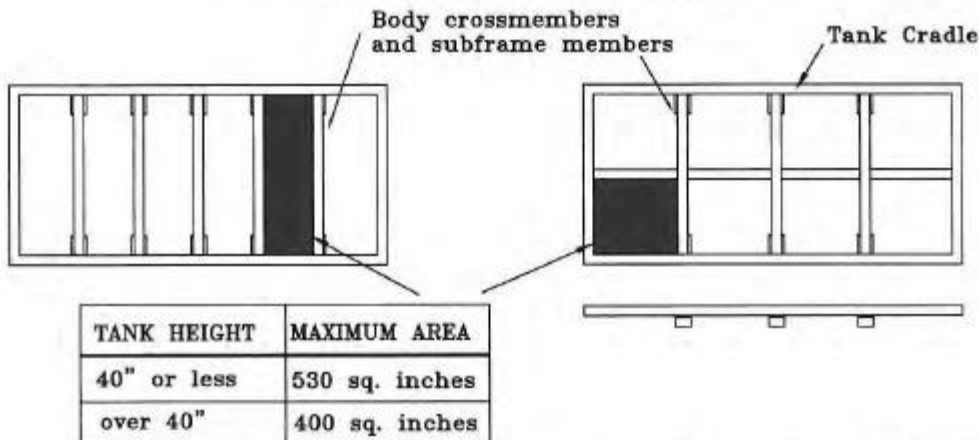 Body crossmembers
and subframe members
Tank Cradle
TANK HEIGHT MAXIMUM AREA
40" or less 530 sq. inches
over 40" 400 sq. inches